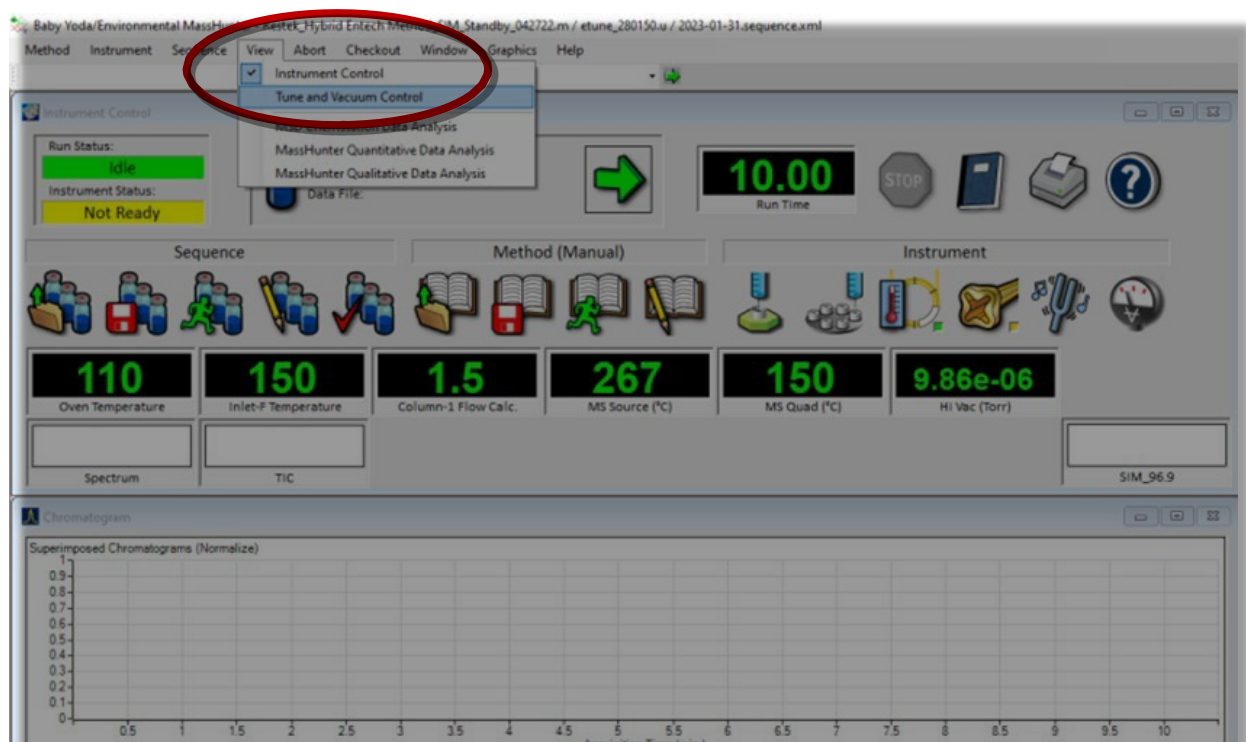 Baby Yoda/Environmental MassHunter - Restek_Hybrid Entech Method_SIM_Standby_042722.m / etune_280150.u / 2023-01-31.sequence.xml
Method Instrument Sequence View Abort Checkout Window Graphics Help
Instrument Control
Tune and Vacuum Control
Data Analysis
MassHunter Quantitative Data Analysis
MassHunter Qualitative Data Analysis
Instrument Control
Run Status:
Idle
Instrument Status:
Not Ready
Data File:
10.00
Run Time
STOP
?
Sequence Method (Manual) Instrument
110 150 1.5 267 150 9.86e-06
Oven Temperature Inlet-F Temperature Column-1 Flow Calc. MS Source (°C) MS Quad (°C) Hi Vac (Torr)
Spectrum TIC SIM_96.9
Chromatogram
Superimposed Chromatograms (Normalize)
1
0.9
0.8
0.7
0.6
0.5
0.4
0.3
0.2
0.1
0
0.5 1 1.5 2 2.5 3 3.5 4 4.5 5 5.5 6 6.5 7 7.5 8 8.5 9 9.5 10